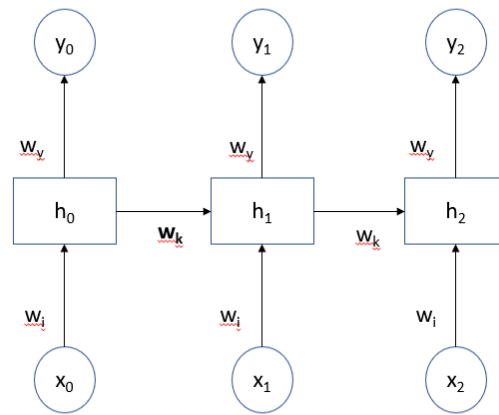 y0 y1 y2
wy wy wy
h0 h1 h2
wk wk
wi wi wi
x0 x1 x2